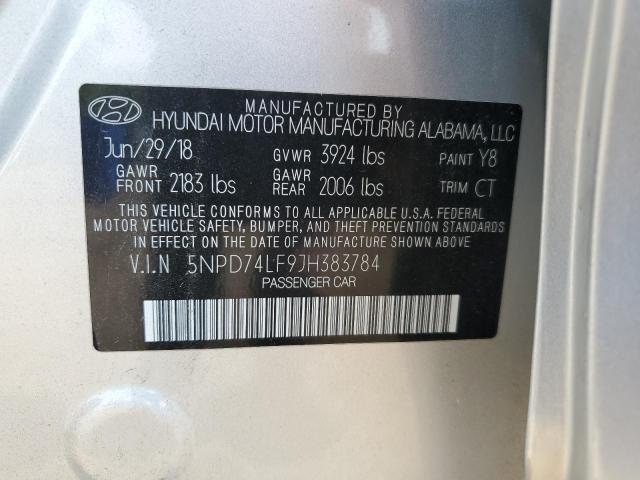 MANUFACTURED BY
HYUNDAI MOTOR MANUFACTURING ALABAMA, LLC
Jun/29/18 GVWR 3924 lbs PAINT Y8
GAWR FRONT 2183 lbs GAWR REAR 2006 lbs TRIM CT
THIS VEHICLE CONFORMS TO ALL APPLICABLE U.S.A. FEDERAL
MOTOR VEHICLE SAFETY, BUMPER, AND THEFT PREVENTION STANDARDS
IN EFFECT ON THE DATE OF MANUFACTURE SHOWN ABOVE.
V.I.N 5NPD74LF9JH383784
PASSENGER CAR